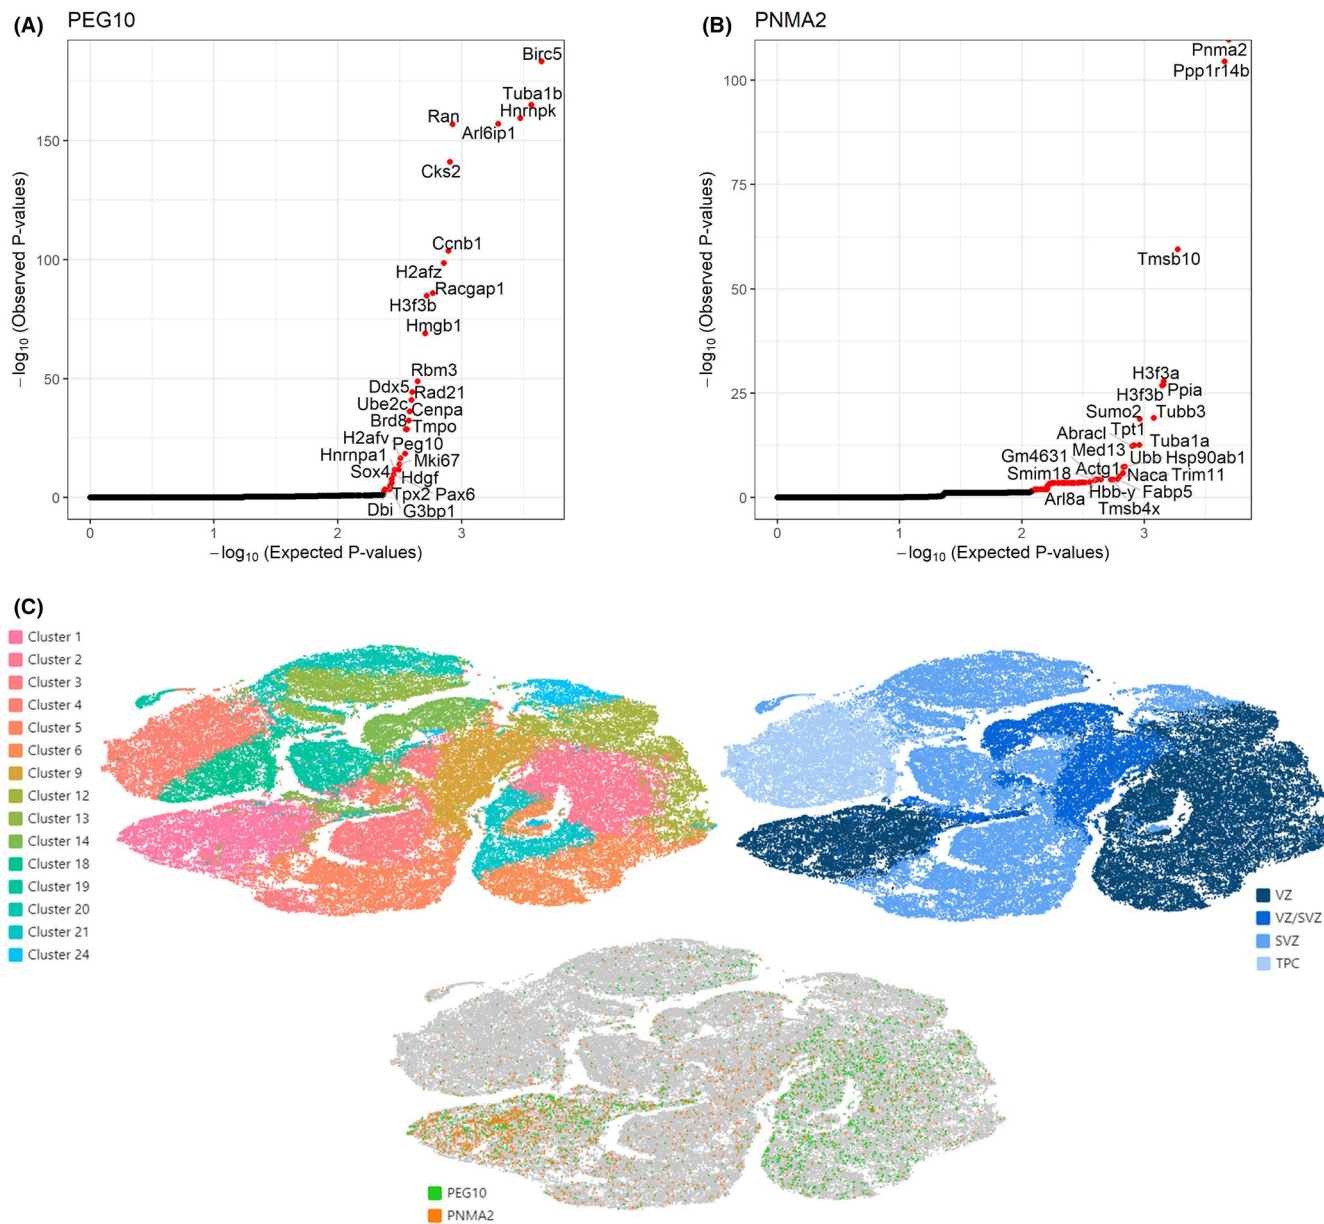 (A) PEG10
Birc5
Tuba1b
Hnrnpk
Ran
Arl6ip1
Cks2
Ccnb1
H2afz
Racgap1
H3f3b
Hmgb1
Rbm3
Ddx5 Rad21
Ube2c Cenpa
Brd8 Tmpo
H2afv Peg10
Hnrnpa1 Mki67
Sox4 Hdgf
Tpx2 Pax6
Dbi G3bp1
150
100
50
0
0 1 2 3
−log10 (Observed P-values)
−log10 (Expected P-values)
(B) PNMA2
Pnma2
Ppp1r14b
Tmsb10
H3f3a
H3f3b Ppia
Sumo2 Tubb3
Tpt1
Abracl Tuba1a
Med13
Gm4631 Ubb Hsp90ab1
Smim18 Actg1 Naca Trim11
Arl8a Hbb-y Fabp5
Tmsb4x
100
75
50
25
0
0 1 2 3
−log10 (Observed P-values)
−log10 (Expected P-values)
(C)
Cluster 1
Cluster 2
Cluster 3
Cluster 4
Cluster 5
Cluster 6
Cluster 9
Cluster 12
Cluster 13
Cluster 14
Cluster 18
Cluster 19
Cluster 20
Cluster 21
Cluster 24
VZ
VZ/SVZ
SVZ
TPC
PEG10
PNMA2